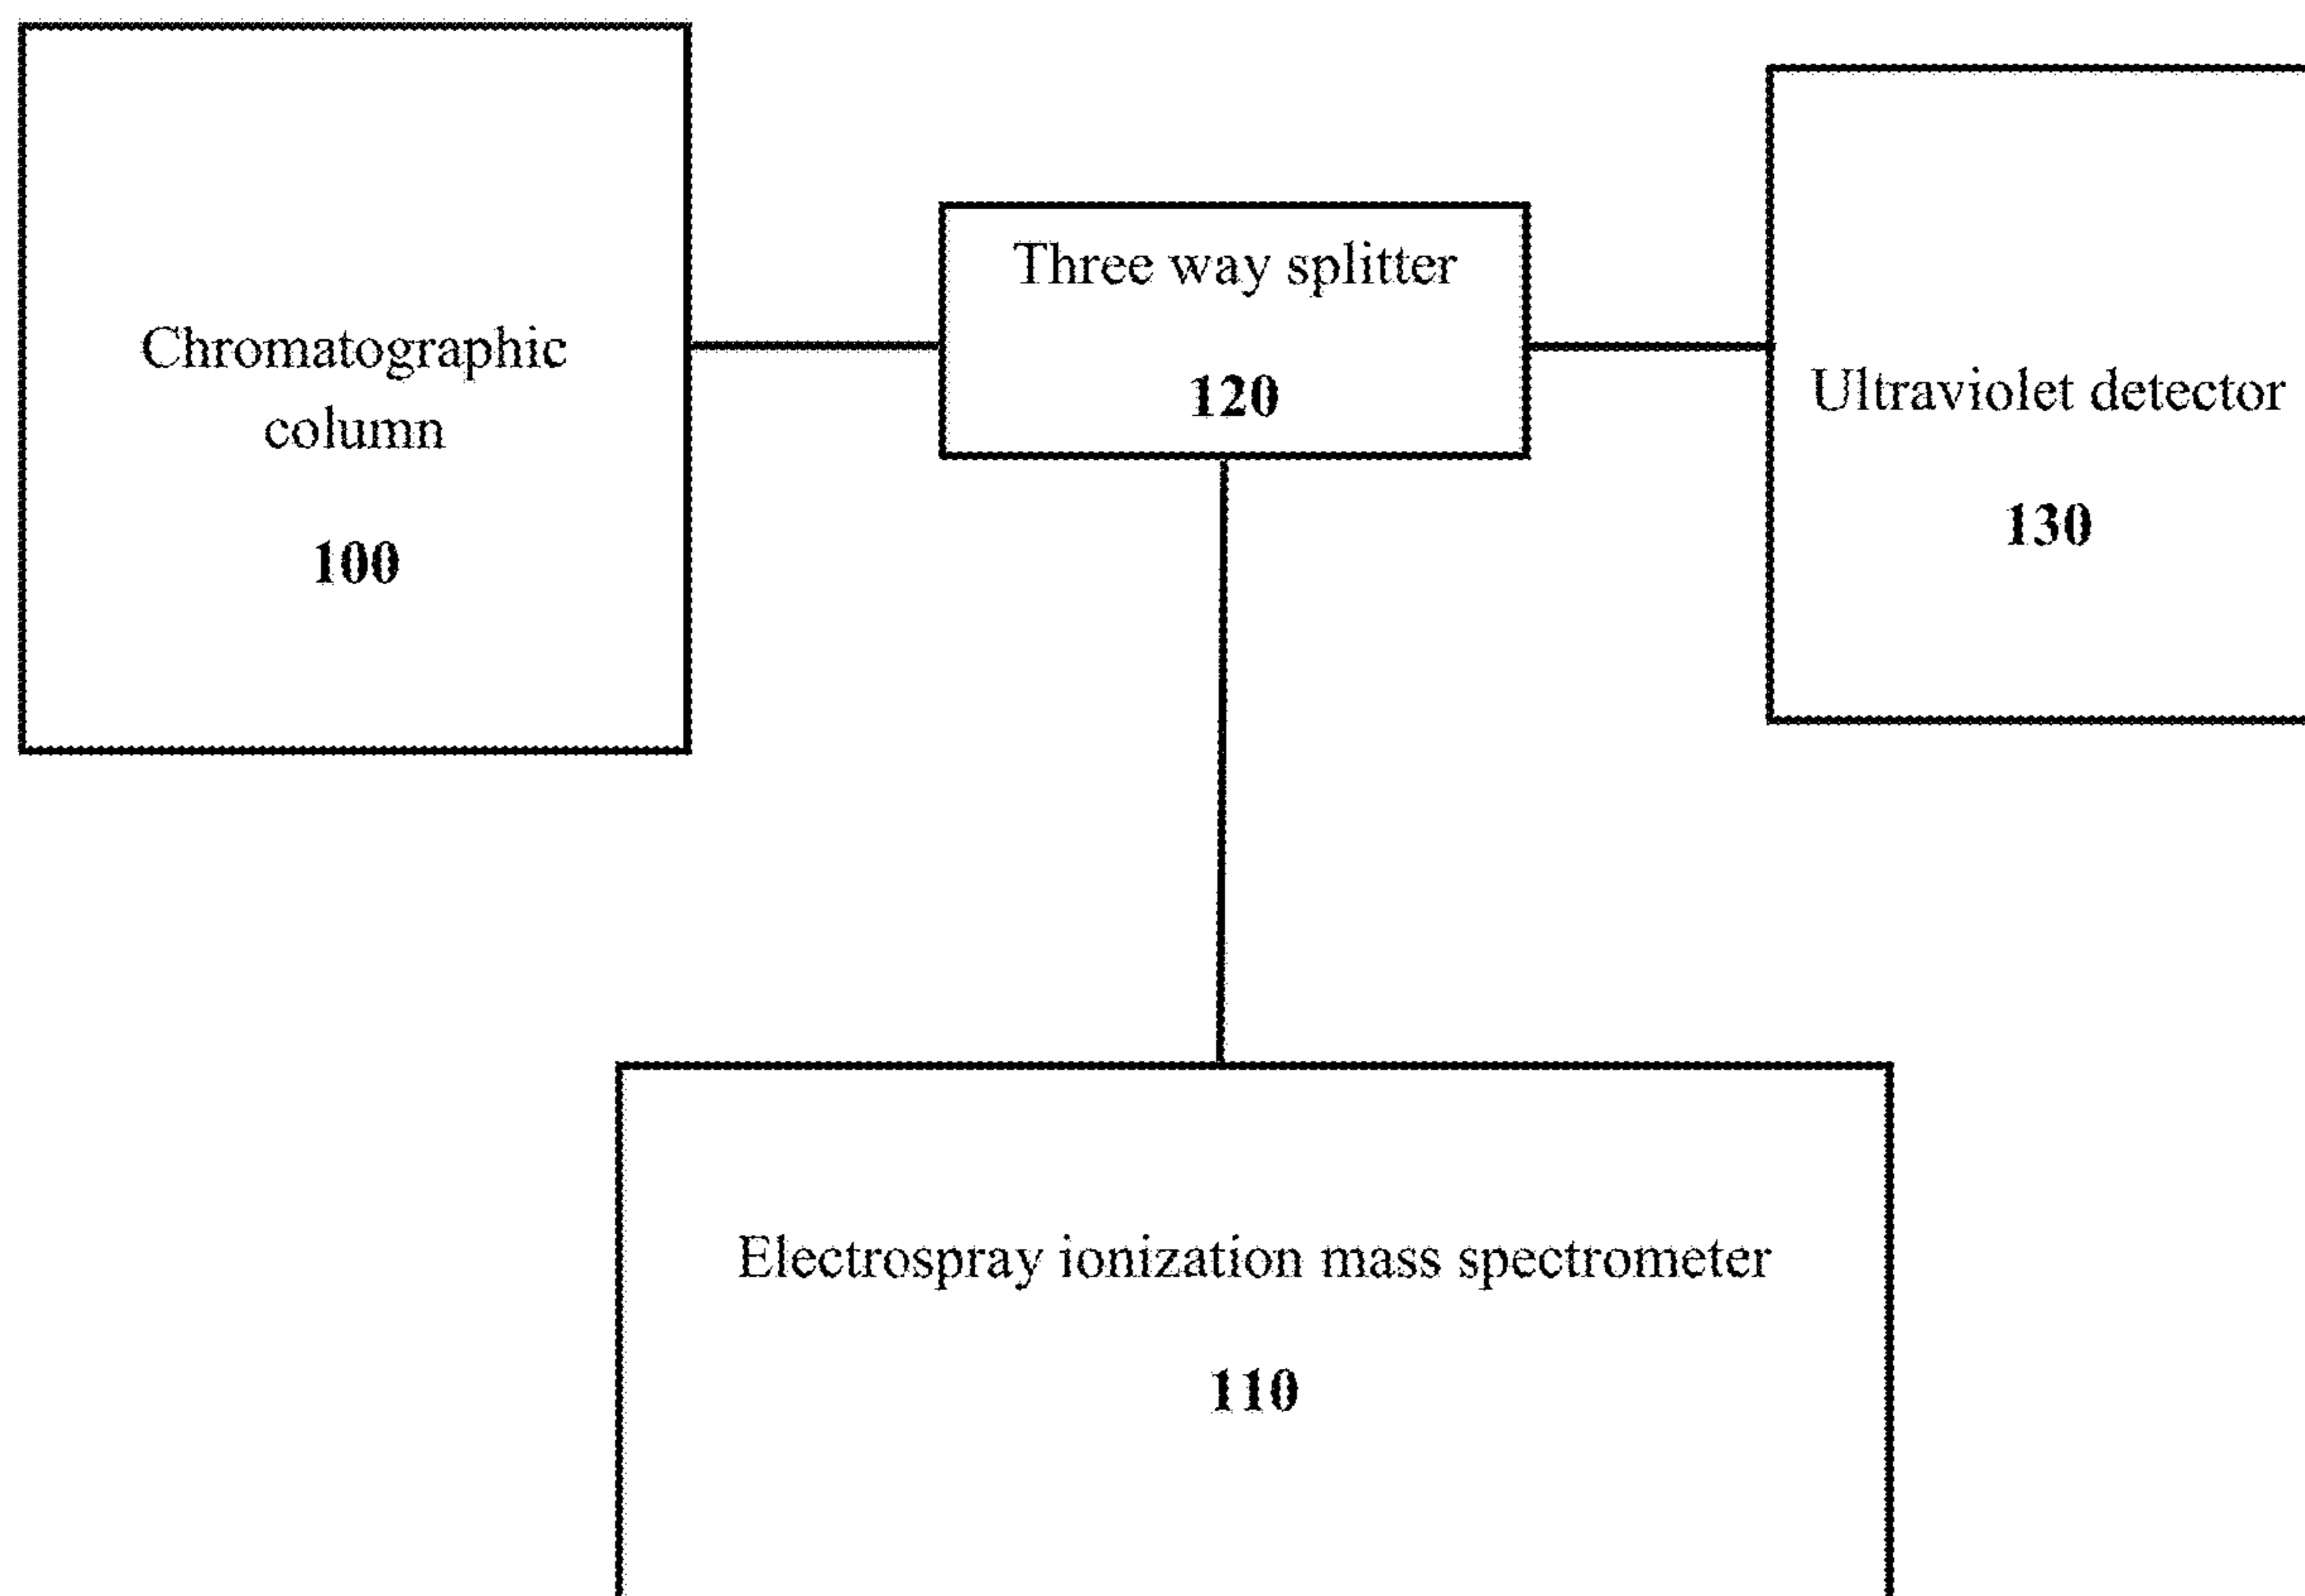 Chromatographic
column
100
Three way splitter
120
Ultraviolet detector
130
Electrospray ionization mass spectrometer
110